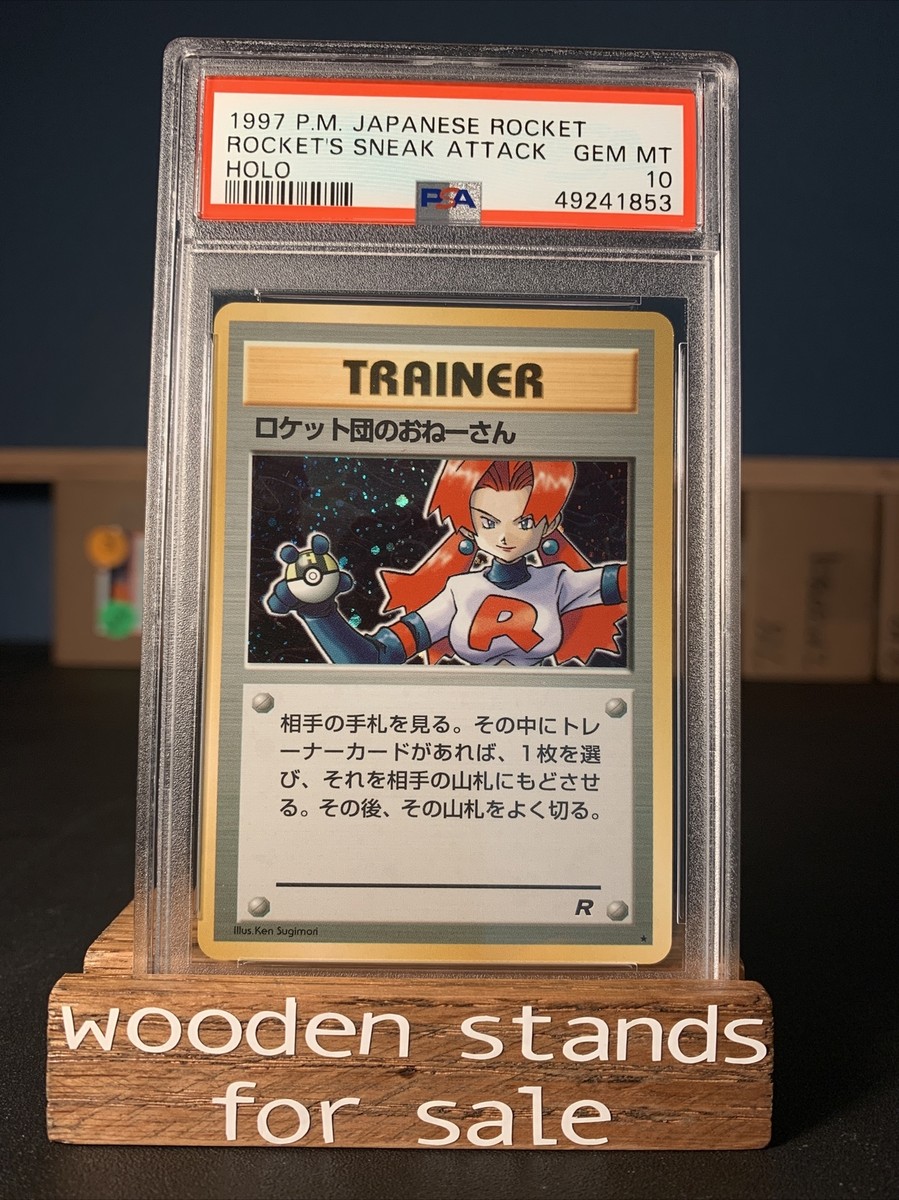 1997 P.M. JAPANESE ROCKET
ROCKET'S SNEAK ATTACK GEM MT
HOLO 10
PSA 49241853
TRAINER
ロケット団のおねーさん
R
相手の手札を見る。その中にトレ
ーナーカードがあれば、1枚を選
び、それを相手の山札にもどさせ
る。その後、その山札をよく切る。
R
Illus.Ken Sugimori ★
wooden stands
for sale